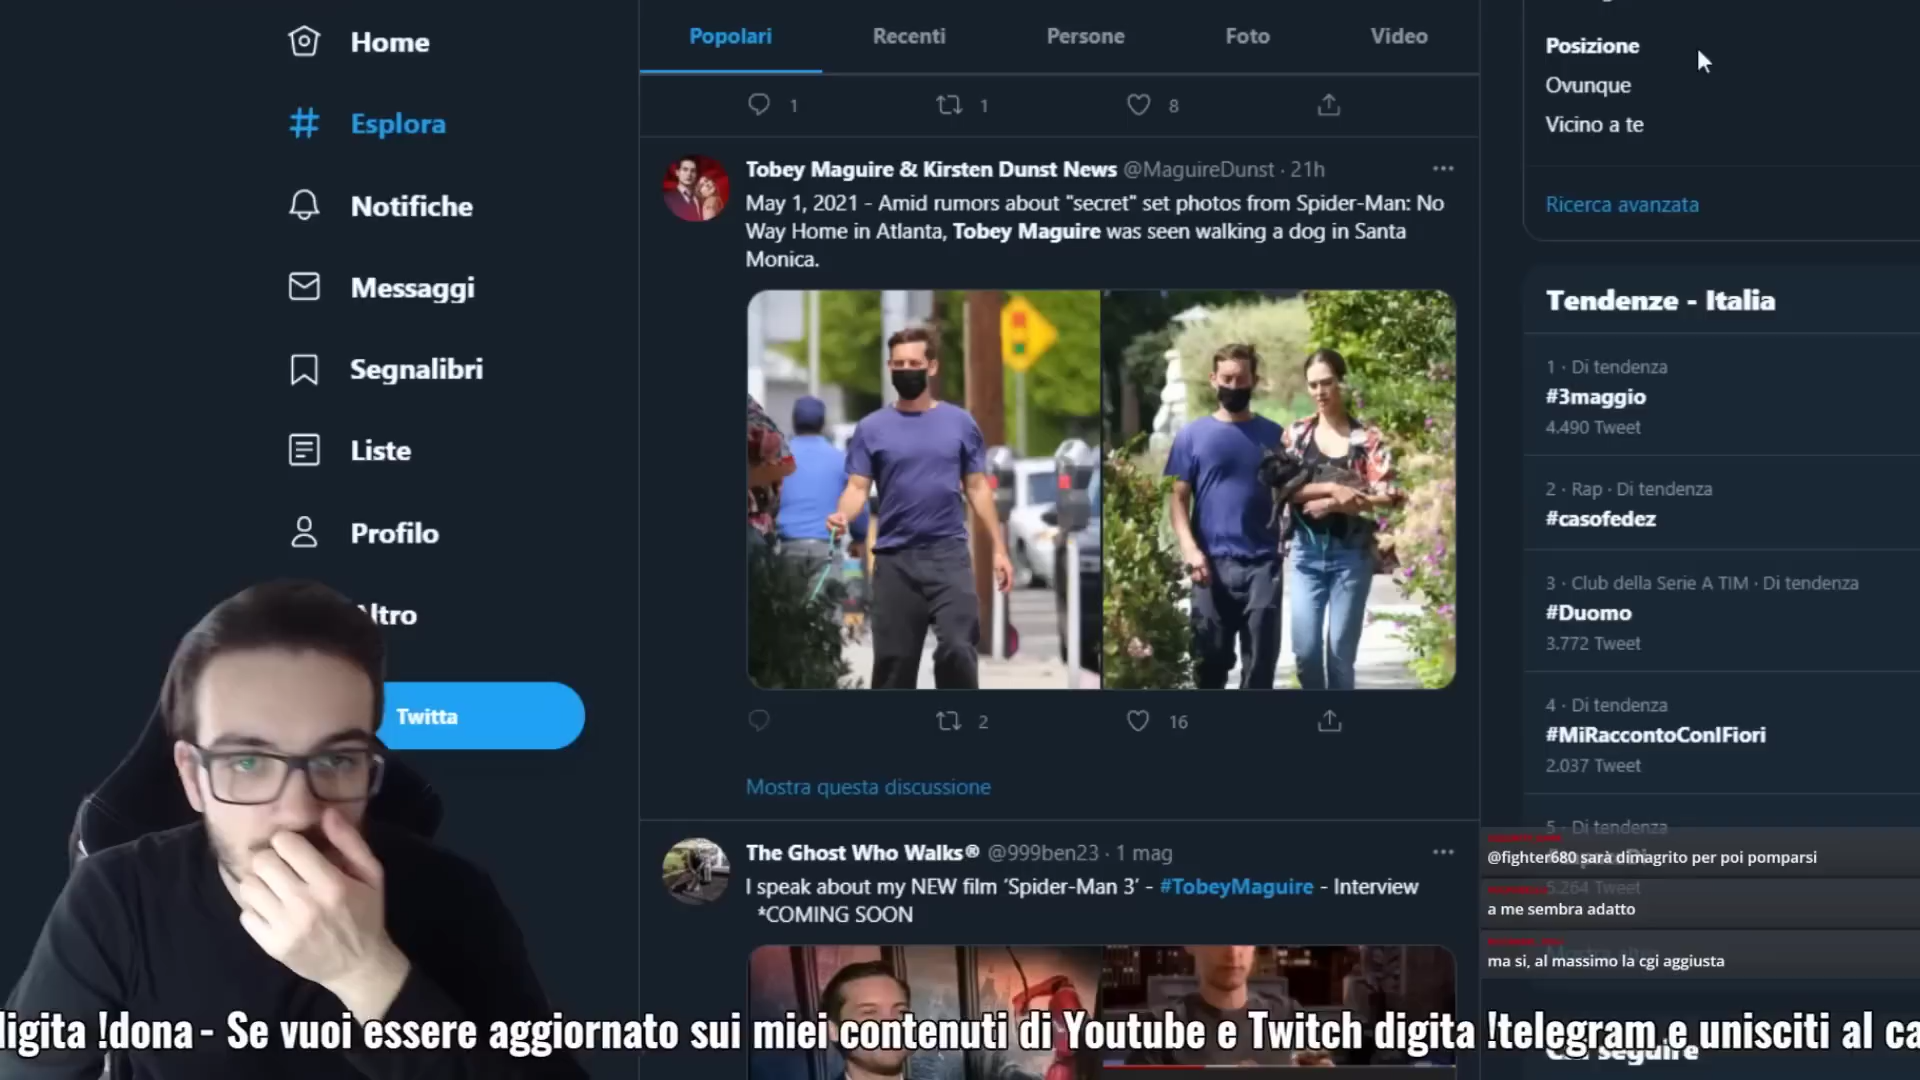 Home
Esplora
Notifiche
Messaggi
Segnalibri
Liste
Profilo
Altro
Twitta
Popolari Recenti Persone Foto Video
1 1 8
Tobey Maguire & Kirsten Dunst News @MaguireDunst · 21h
May 1, 2021 - Amid rumors about "secret" set photos from Spider-Man: No
Way Home in Atlanta, Tobey Maguire was seen walking a dog in Santa
Monica.
2 16
Mostra questa discussione
The Ghost Who Walks® @999ben23 · 1 mag
I speak about my NEW film ‘Spider-Man 3’ - #TobeyMaguire - Interview
*COMING SOON
Posizione
Ovunque
Vicino a te
Ricerca avanzata
Tendenze - Italia
1 · Di tendenza
#3maggio
4.490 Tweet
2 · Rap · Di tendenza
#casofedez
3 · Club della Serie A TIM · Di tendenza
#Duomo
3.772 Tweet
4 · Di tendenza
#MiRaccontoConIFiori
2.037 Tweet
5 · Di tendenza
@fighter680 sarà dimagrito per poi pomparsi
5.264 Tweet
a me sembra adatto
ma si, al massimo la cgi aggiusta
digita !dona - Se vuoi essere aggiornato sui miei contenuti di Youtube e Twitch digita !telegram e unisciti al ca
seguire